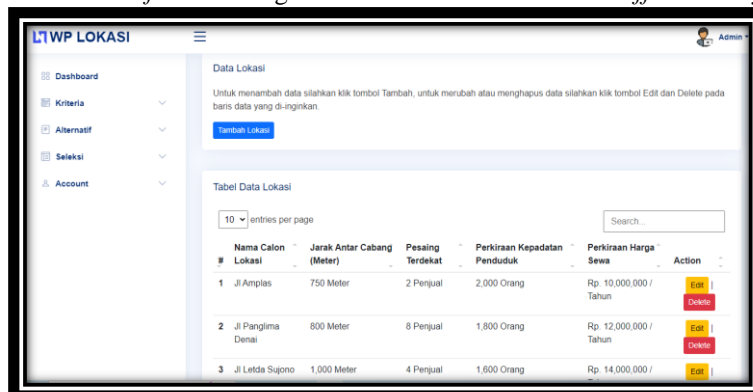 WP LOKASI
Admin
Dashboard
Kriteria
Alternatif
Seleksi
Account
Data Lokasi
Untuk menambah data silahkan klik tombol Tambah, untuk merubah atau menghapus data silahkan klik tombol Edit dan Delete pada
baris data yang di-inginkan.
Tambah Lokasi
Tabel Data Lokasi
10 entries per page
Search...
# Nama Calon Lokasi Jarak Antar Cabang (Meter) Pesaing Terdekat Perkiraan Kepadatan Penduduk Perkiraan Harga Sewa Action
1 Jl Amplas 750 Meter 2 Penjual 2,000 Orang Rp. 10,000,000 / Tahun Edit | Delete
2 Jl Panglima Denai 800 Meter 8 Penjual 1,800 Orang Rp. 12,000,000 / Tahun Edit | Delete
3 Jl Letda Sujono 1,000 Meter 4 Penjual 1,600 Orang Rp. 14,000,000 / Edit |